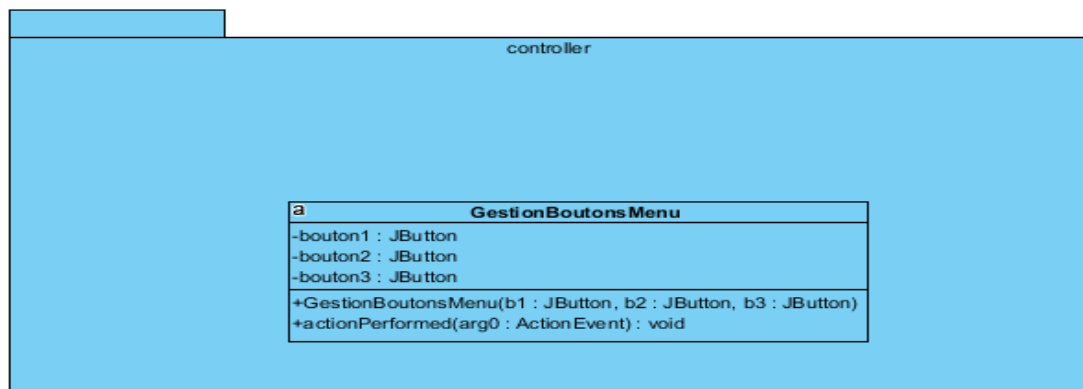 controller
a
GestionBoutonsMenu
-bouton1 : JButton
-bouton2 : JButton
-bouton3 : JButton
+GestionBoutonsMenu(b1 : JButton, b2 : JButton, b3 : JButton)
+actionPerformed(arg0 : ActionEvent) : void